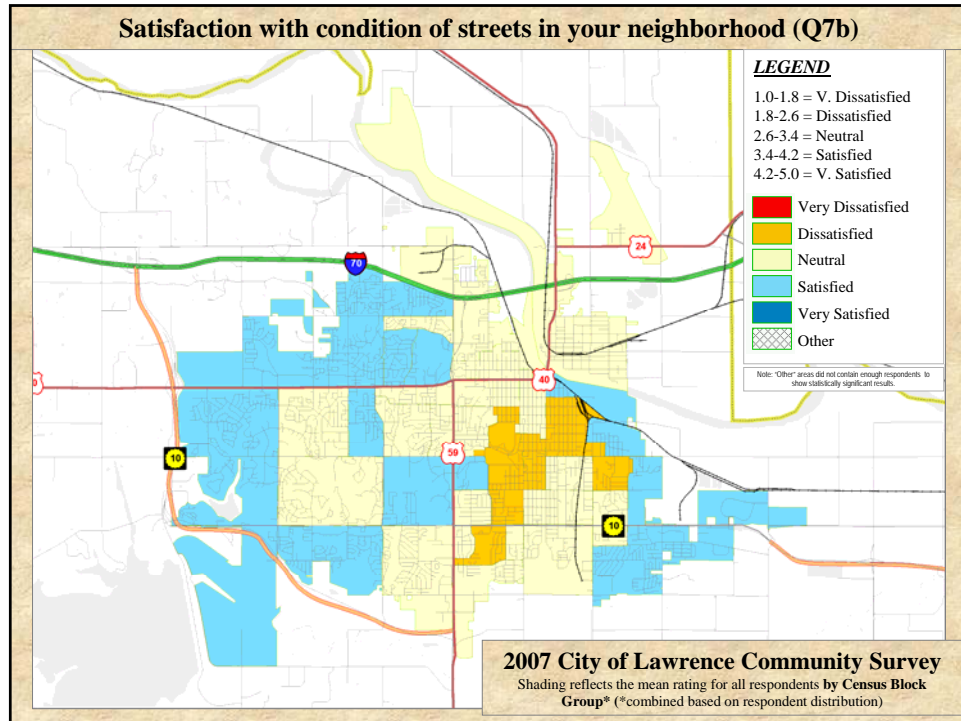 Satisfaction with condition of streets in your neighborhood (Q7b)
LEGEND
1.0-1.8 = V. Dissatisfied
1.8-2.6 = Dissatisfied
2.6-3.4 = Neutral
3.4-4.2 = Satisfied
4.2-5.0 = V. Satisfied
Very Dissatisfied
Dissatisfied
Neutral
Satisfied
Very Satisfied
Other
Note: "Other" areas did not contain enough respondents to
show statistically significant results.
24
70
40
59
10
10
2007 City of Lawrence Community Survey
Shading reflects the mean rating for all respondents by Census Block
Group* (*combined based on respondent distribution)